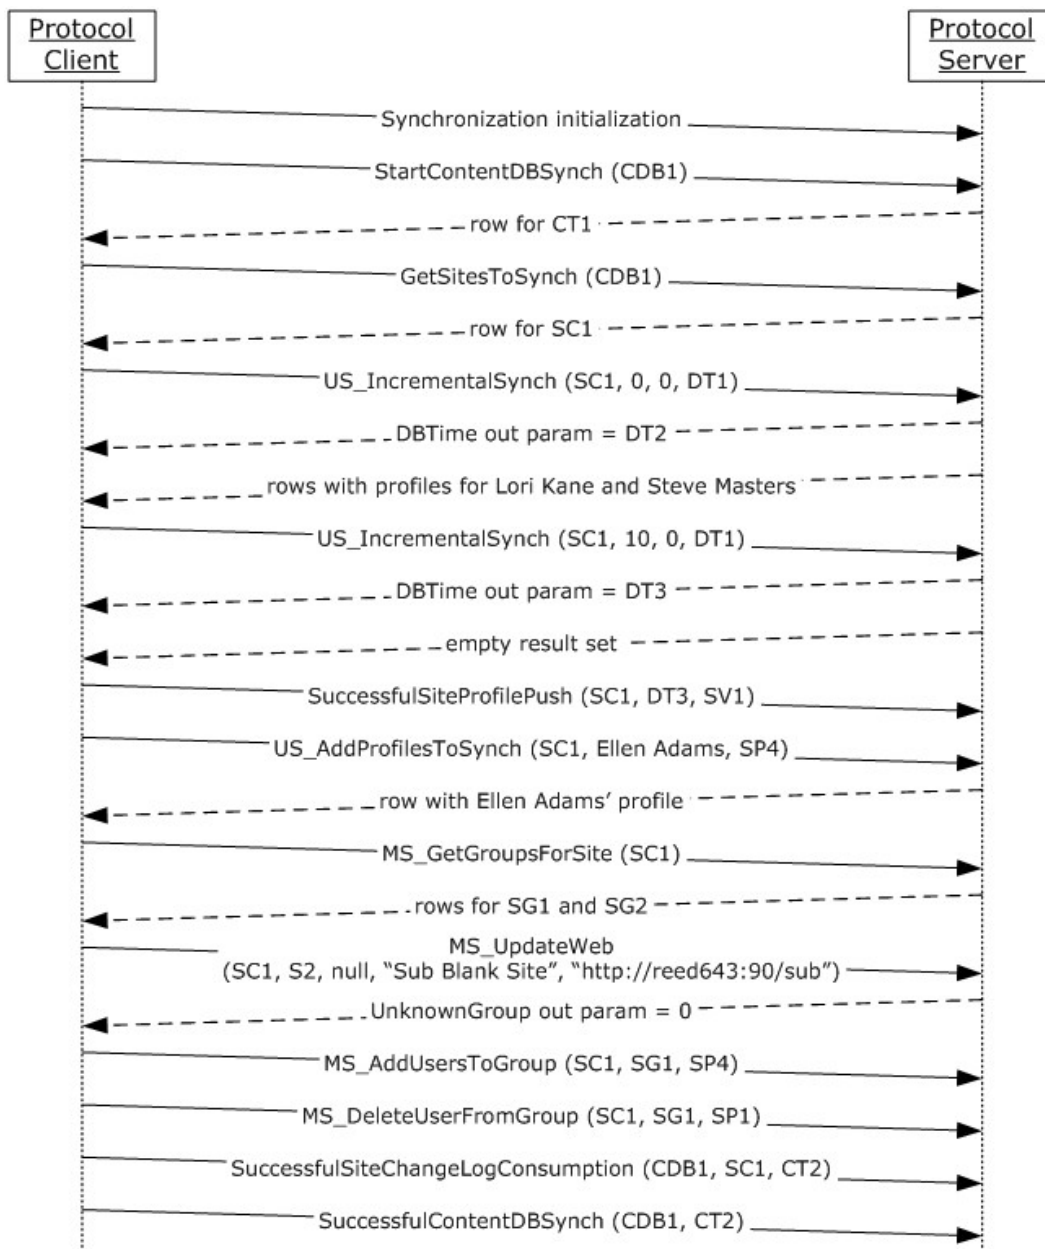 Protocol
Client
Protocol
Server
Synchronization initialization
StartContentDBSynch (CDB1)
row for CT1
GetSitesToSynch (CDB1)
row for SC1
US_IncrementalSynch (SC1, 0, 0, DT1)
DBTime out param = DT2
rows with profiles for Lori Kane and Steve Masters
US_IncrementalSynch (SC1, 10, 0, DT1)
DBTime out param = DT3
empty result set
SuccessfulSiteProfilePush (SC1, DT3, SV1)
US_AddProfilesToSynch (SC1, Ellen Adams, SP4)
row with Ellen Adams’ profile
MS_GetGroupsForSite (SC1)
rows for SG1 and SG2
MS_UpdateWeb
(SC1, S2, null, “Sub Blank Site”, “http://reed643:90/sub”)
UnknownGroup out param = 0
MS_AddUsersToGroup (SC1, SG1, SP4)
MS_DeleteUserFromGroup (SC1, SG1, SP1)
SuccessfulSiteChangeLogConsumption (CDB1, SC1, CT2)
SuccessfulContentDBSynch (CDB1, CT2)